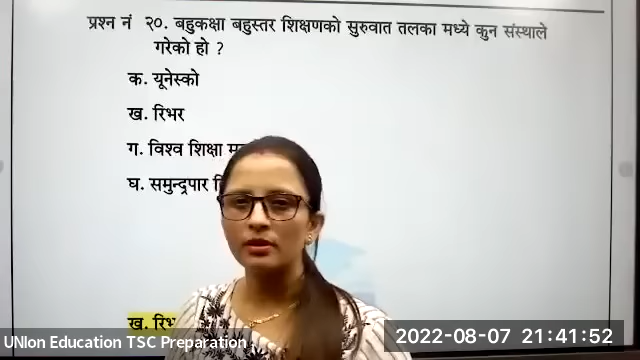 प्रश्न नं २०. बहुकक्षा बहुस्तर शिक्षणको सुरुवात तलका मध्ये कुन संस्थाले
गरेको हो ?
क. यूनेस्को
ख. रिभर
ग. विश्व शिक्षा
घ. समुन्द्रपार
ख.
UNIon Education TSC Preparation
2022-08-07 21:41:52